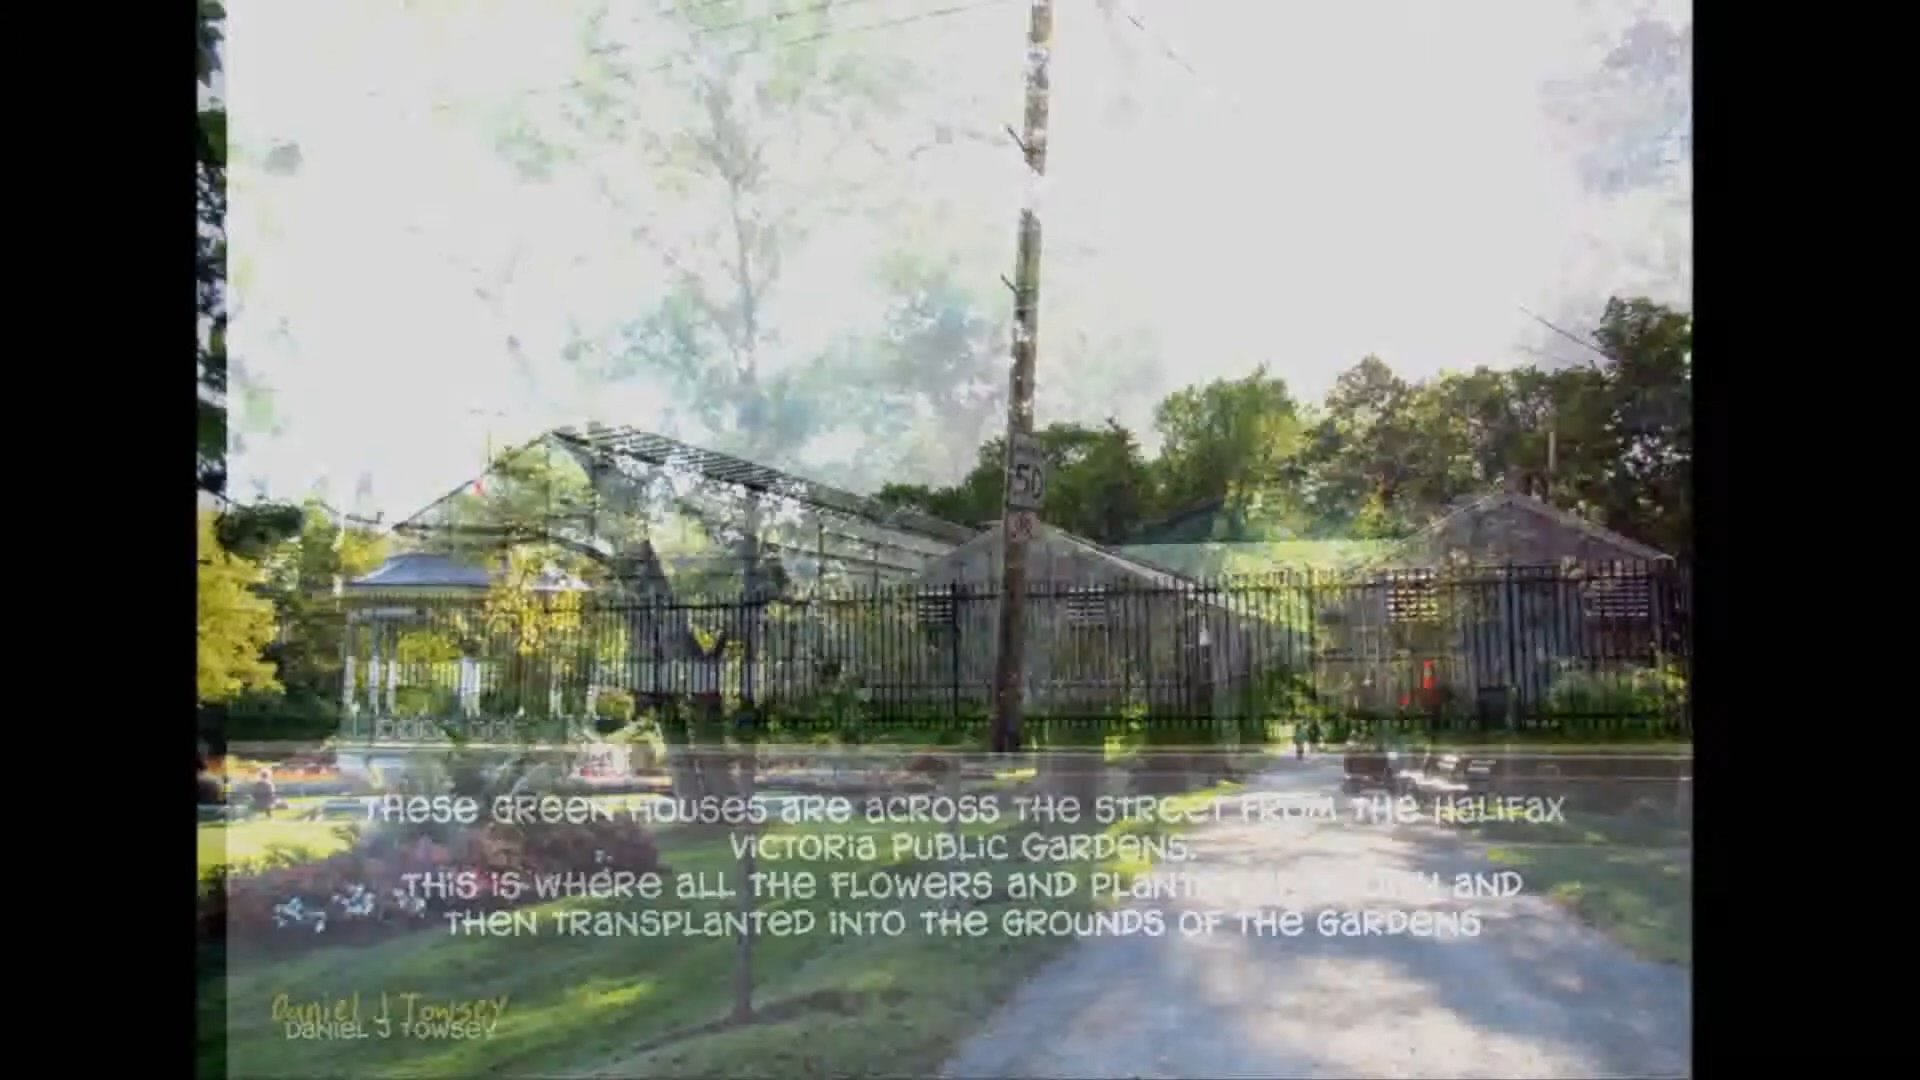 50
THESE GREEN HOUSES ARE ACROSS THE STREET FROM THE HALIFAX
VICTORIA PUBLIC GARDENS.
THIS IS WHERE ALL THE FLOWERS AND PLANTS AND
THEN TRANSPLANTED INTO THE GROUNDS OF THE GARDENS
Daniel J Towsey
DANIEL J TOWSEY